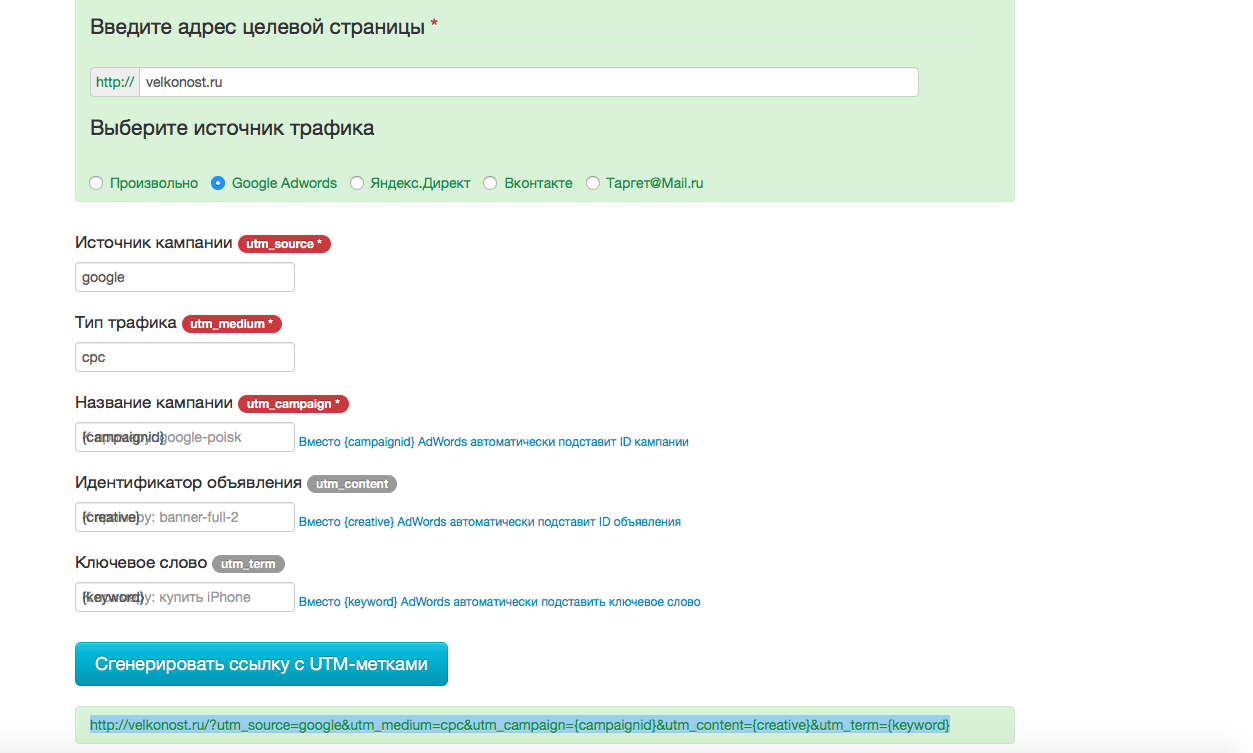 Введите адрес целевой страницы *
http:// velkonost.ru
Выберите источник трафика
Произвольно Google Adwords Яндекс.Директ Вконтакте Таргет@Mail.ru
Источник кампании utm_source *
google
Тип трафика utm_medium *
cpc
Название кампании utm_campaign *
{campaignid} google-poisk Вместо {campaignid} AdWords автоматически подставит ID кампании
Идентификатор объявления utm_content
{creative} banner-full-2 Вместо {creative} AdWords автоматически подставит ID объявления
Ключевое слово utm_term
{keyword} купить iPhone Вместо {keyword} AdWords автоматически подставить ключевое слово
Сгенерировать ссылку с UTM-метками
http://velkonost.ru/?utm_source=google&utm_medium=cpc&utm_campaign={campaignid}&utm_content={creative}&utm_term={keyword}